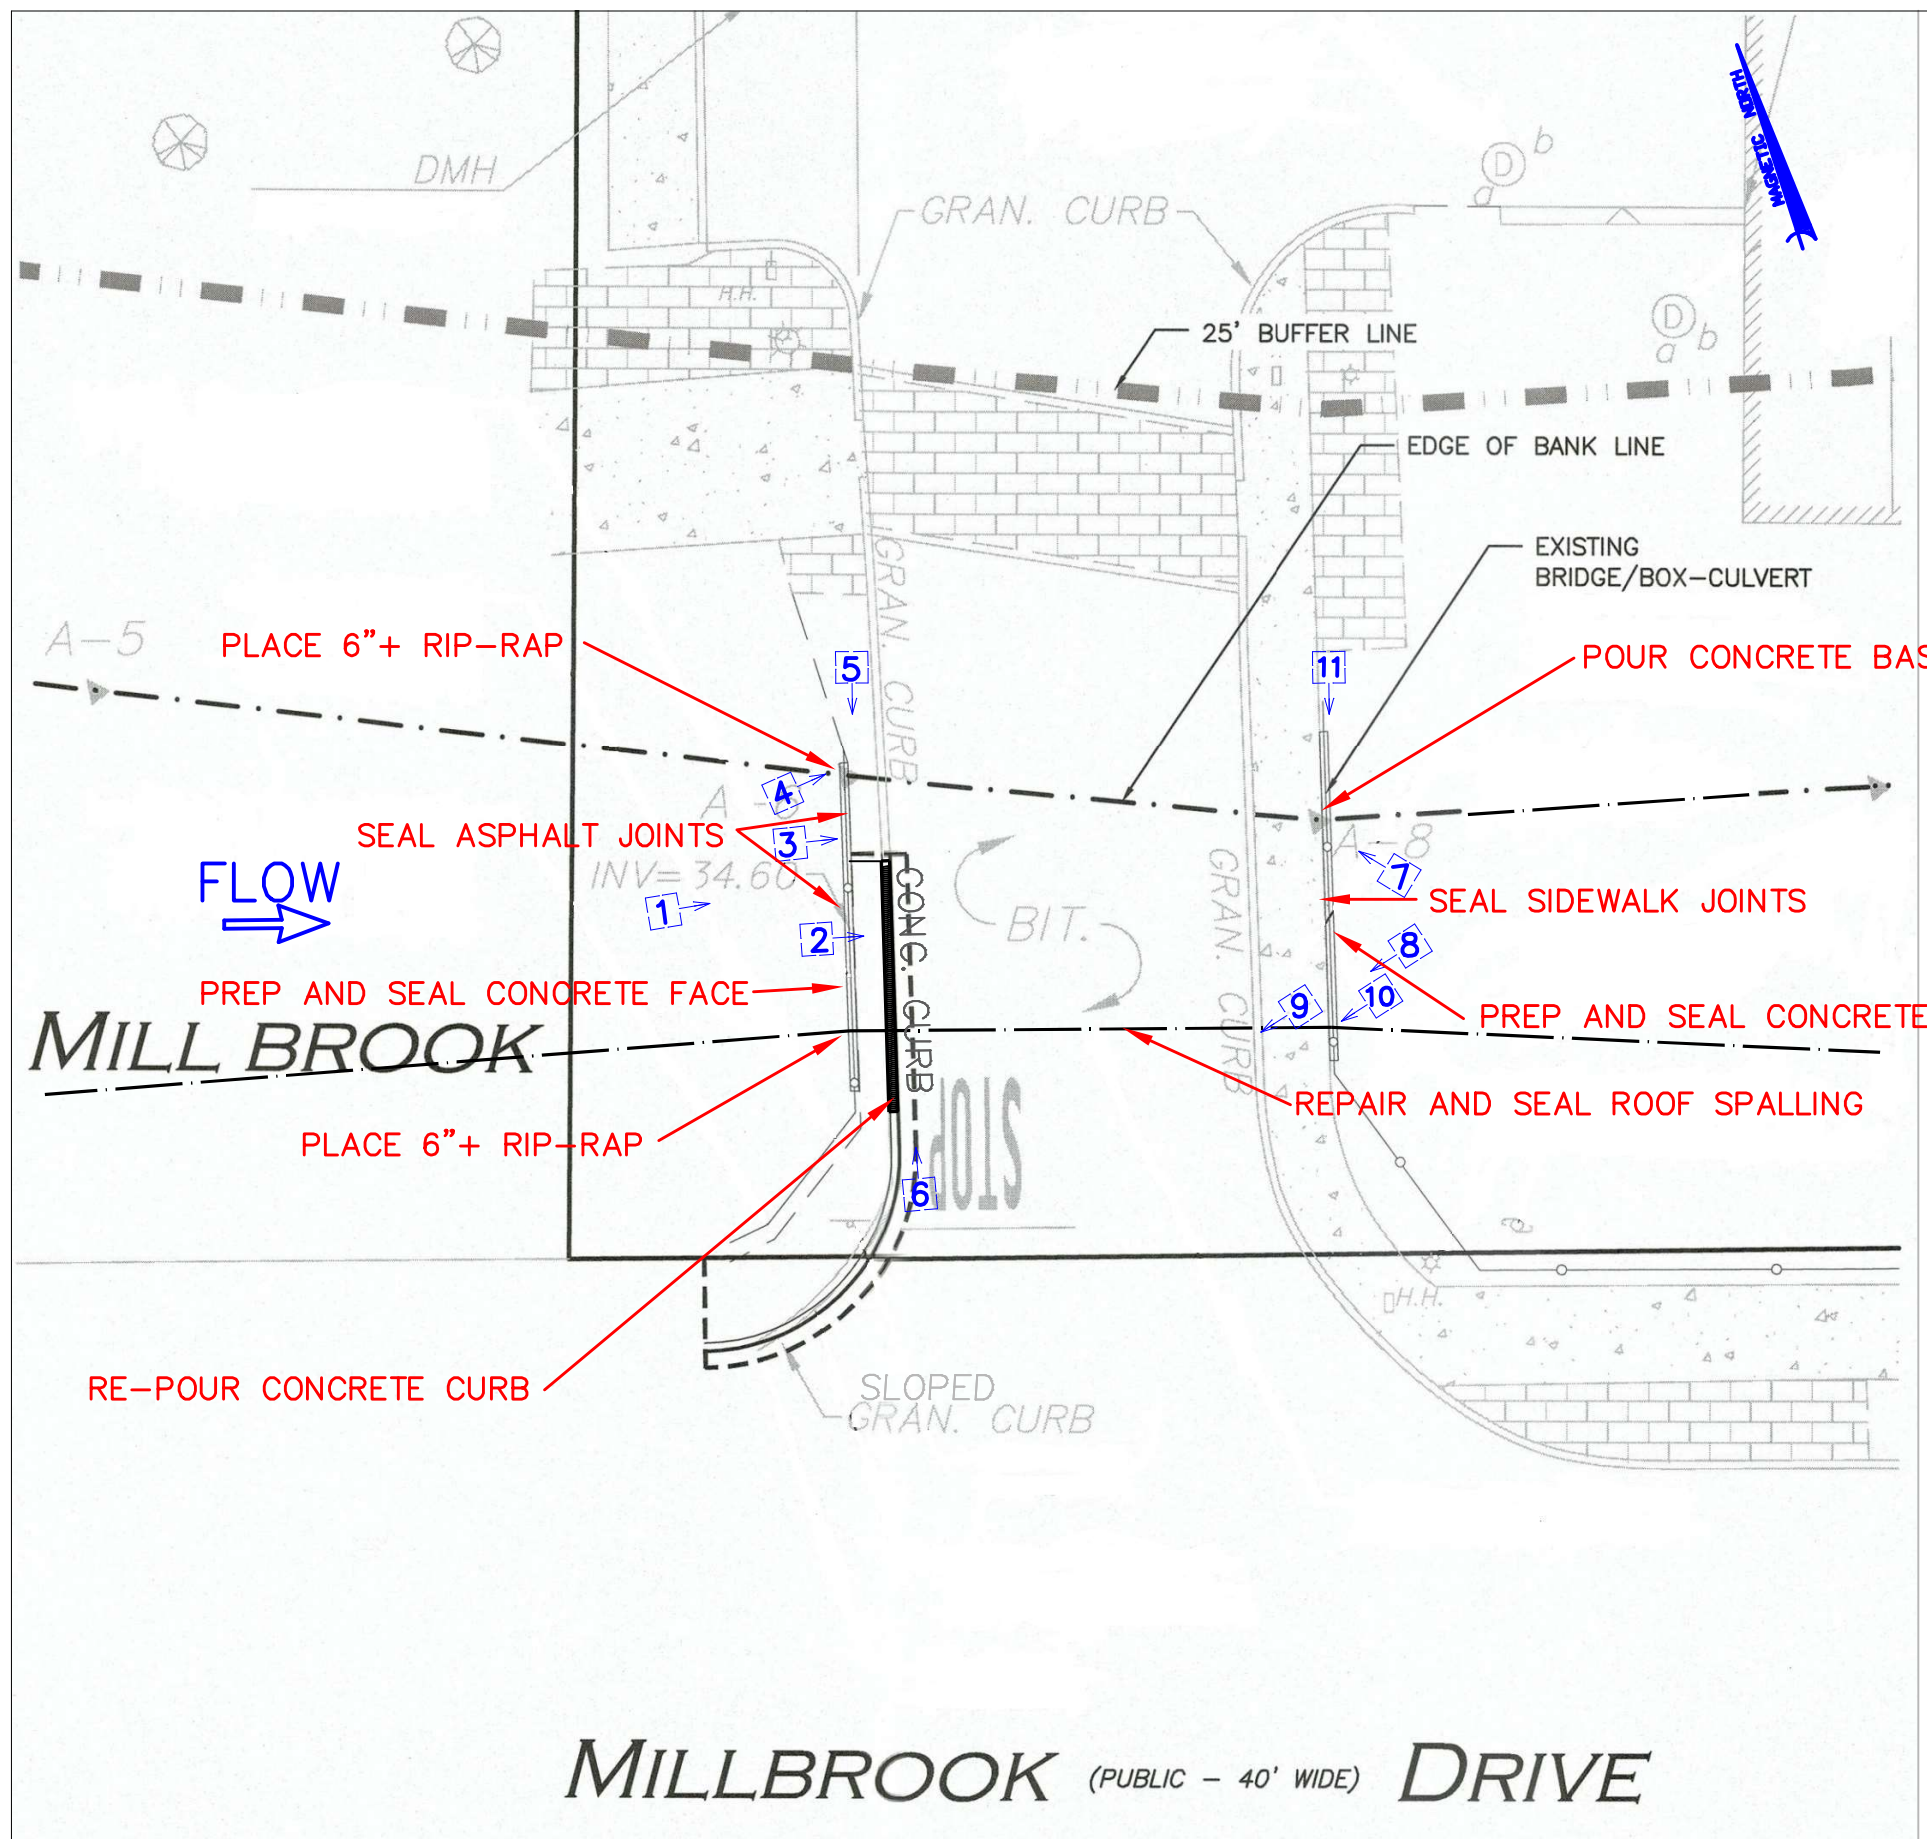 MAGNETIC NORTH
DMH
b
D
a
GRAN. CURB
H.H.
25' BUFFER LINE
D
a b
EDGE OF BANK LINE
EXISTING
BRIDGE/BOX-CULVERT
A-5
PLACE 6"+ RIP-RAP
5
11
POUR CONCRETE BAS
GRAN. CURB
4
A-6
SEAL ASPHALT JOINTS
3
A-8
INV=34.60
7
FLOW
1
2
CONC. CURB
BIT.
GRAN. CURB
SEAL SIDEWALK JOINTS
8
PREP AND SEAL CONCRETE FACE
9
10
PREP AND SEAL CONCRETE
MILL BROOK
STOP
REPAIR AND SEAL ROOF SPALLING
PLACE 6"+ RIP-RAP
6
H.H.
RE-POUR CONCRETE CURB
SLOPED
GRAN. CURB
MILLBROOK (PUBLIC - 40' WIDE) DRIVE